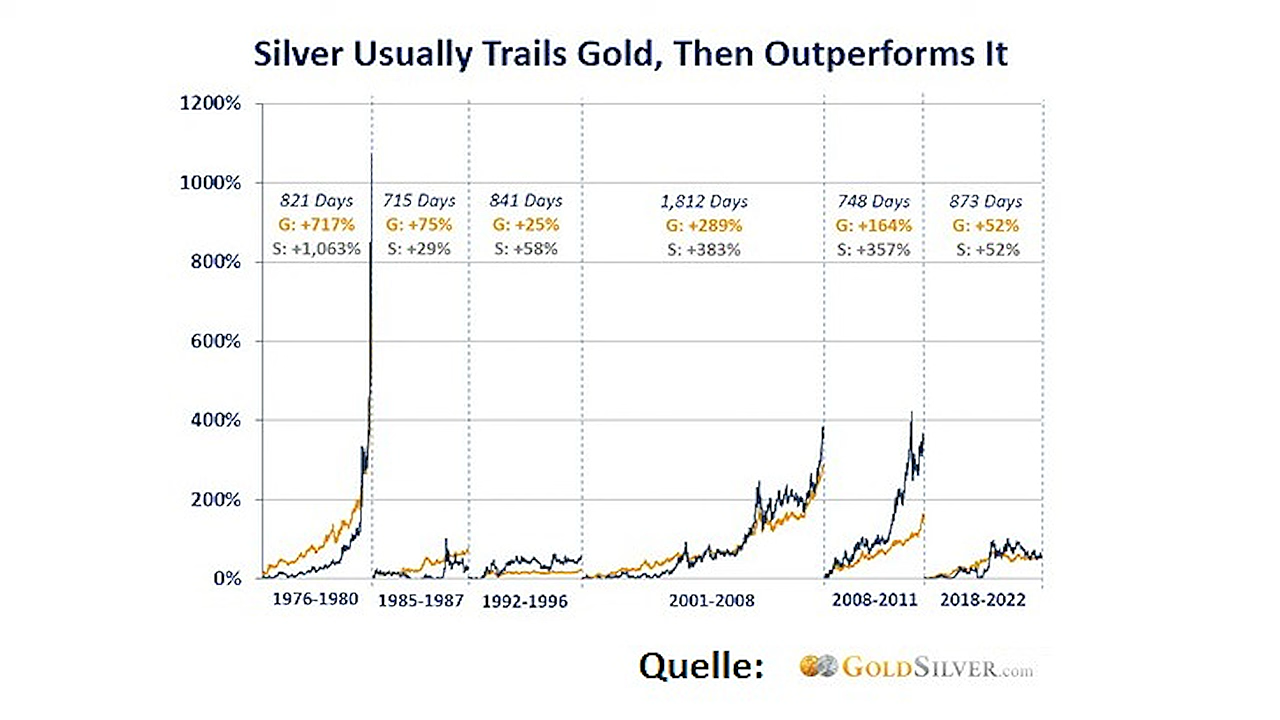 Silver Usually Trails Gold, Then Outperforms It
1200%
1000%
800%
600%
400%
200%
0%
821 Days
G: +717%
S: +1,063%
715 Days
G: +75%
S: +29%
841 Days
G: +25%
S: +58%
1,812 Days
G: +289%
S: +383%
748 Days
G: +164%
S: +357%
873 Days
G: +52%
S: +52%
1976-1980
1985-1987
1992-1996
2001-2008
2008-2011
2018-2022
Quelle:
GOLDSILVER.com